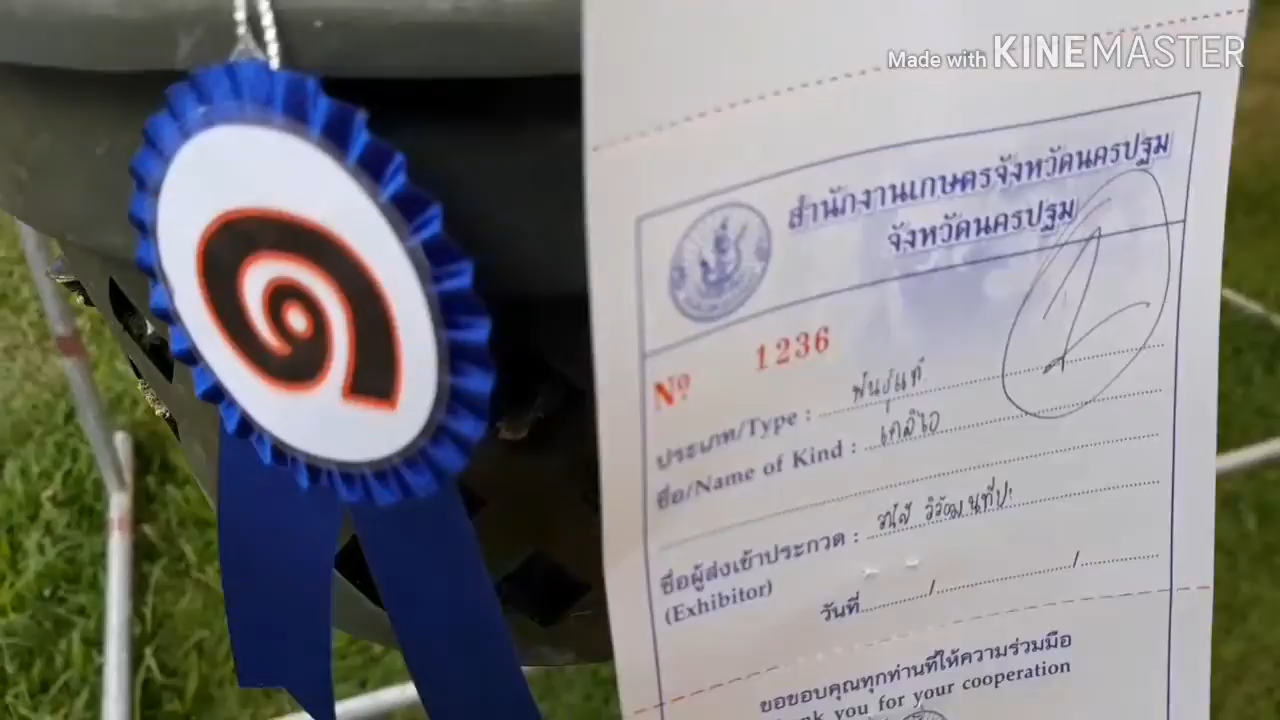 Made with KINEMASTER
๑
สำนักงานเกษตรจังหวัดนครปฐม
จังหวัดนครปฐม
Nº 1236
ประเภท/Type : พันธุ์แท้
ชื่อ/Name of Kind :
ชื่อผู้ส่งเข้าประกวด :
(Exhibitor)
วันที่ / /
ขอขอบคุณทุกท่านที่ให้ความร่วมมือ
you for your cooperation